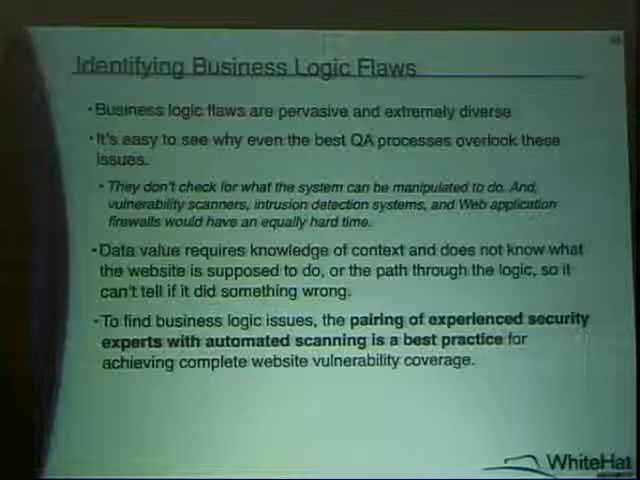 Identifying Business Logic Flaws
•Business logic flaws are pervasive and extremely diverse
•It's easy to see why even the best QA processes overlook these
issues.
• They don't check for what the system can be manipulated to do. And,
vulnerability scanners, intrusion detection systems, and Web application
firewalls would have an equally hard time.
•Data value requires knowledge of context and does not know what
the website is supposed to do, or the path through the logic, so it
can't tell if it did something wrong.
•To find business logic issues, the pairing of experienced security
experts with automated scanning is a best practice for
achieving complete website vulnerability coverage.
WhiteHat